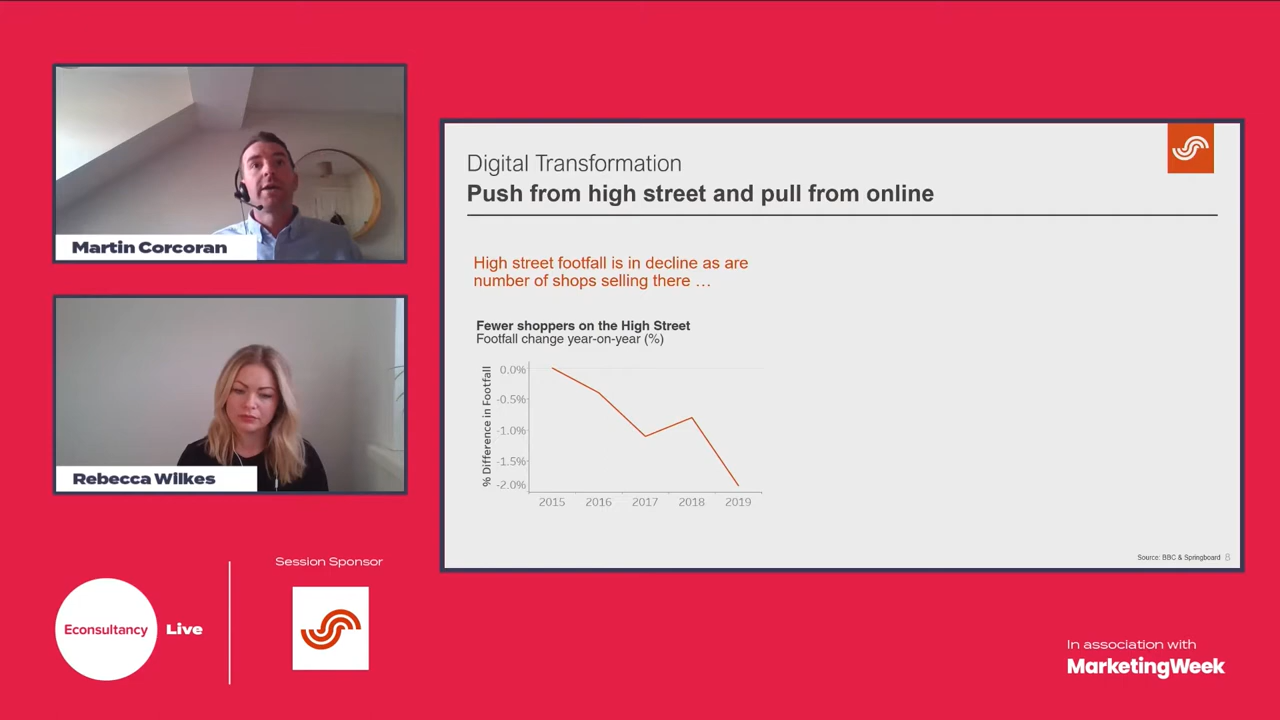 Martin Corcoran
Rebecca Wilkes
Econsultancy
Live
Session Sponsor
Digital Transformation
Push from high street and pull from online
High street footfall is in decline as are
number of shops selling there …
Fewer shoppers on the High Street
Footfall change year-on-year (%)
% Difference in Footfall
0.0%
-0.5%
-1.0%
-1.5%
-2.0%
2015 2016 2017 2018 2019
Source: BBC & Springboard 8
In association with
MarketingWeek